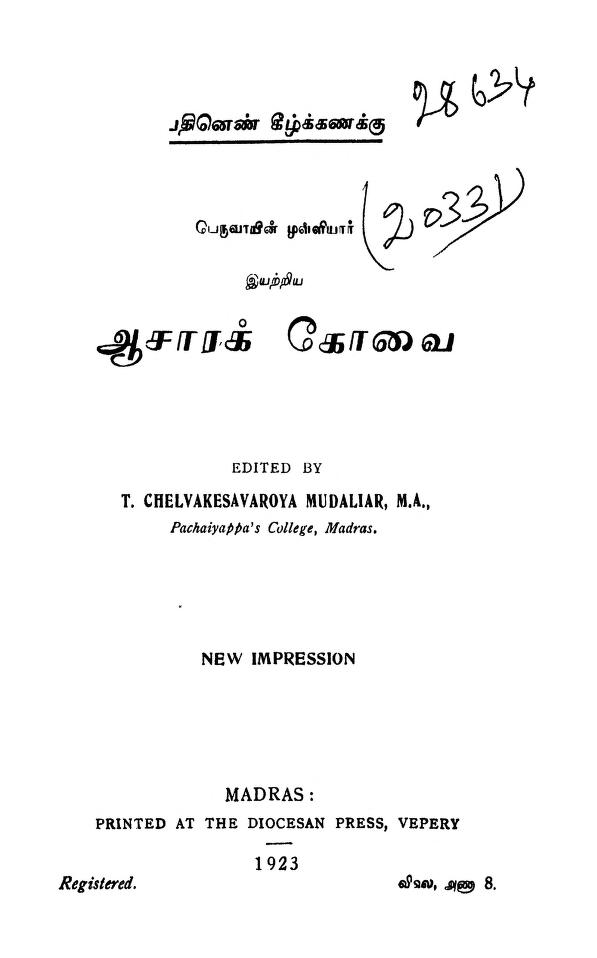 28634
பதினெண் கீழ்க்கணக்கு
(20331)
பெருவாயின் முள்ளியார்
இயற்றிய
ஆசாரக் கோவை
EDITED BY
T. CHELVAKESAVAROYA MUDALIAR, M.A.,
Pachaiyappa's College, Madras.
NEW IMPRESSION
MADRAS:
PRINTED AT THE DIOCESAN PRESS, VEPERY
1923
Registered.
விலை, அணா 8.